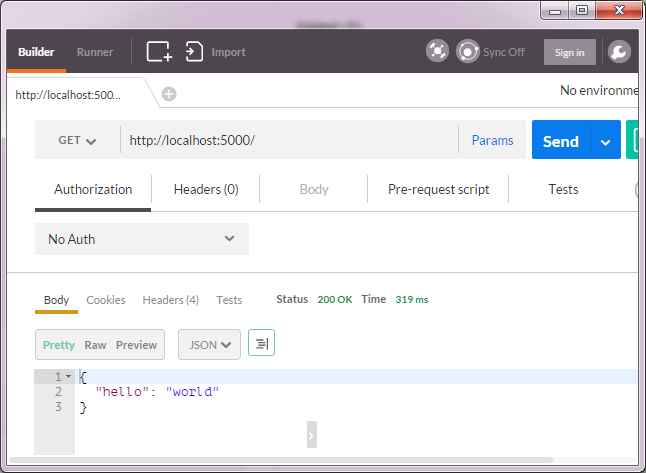 Builder Runner Import Sync Off Sign in
http://localhost:500... No environme
GET http://localhost:5000/ Params Send
Authorization Headers (0) Body Pre-request script Tests
No Auth
Body Cookies Headers (4) Tests Status 200 OK Time 319 ms
Pretty Raw Preview JSON
1 {
2 "hello": "world"
3 }